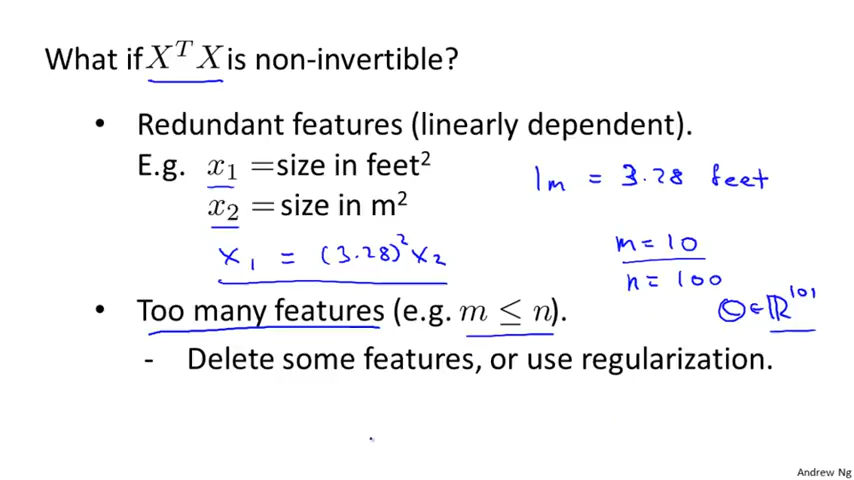 What if XᵀX is non-invertible?
• Redundant features (linearly dependent).
E.g. x₁ = size in feet²
x₂ = size in m²
1m = 3.28 feet
x₁ = (3.28)² x₂
m = 10
n = 100
Θ ∈ ℝ¹⁰¹
• Too many features (e.g. m ≤ n).
- Delete some features, or use regularization.
Andrew Ng